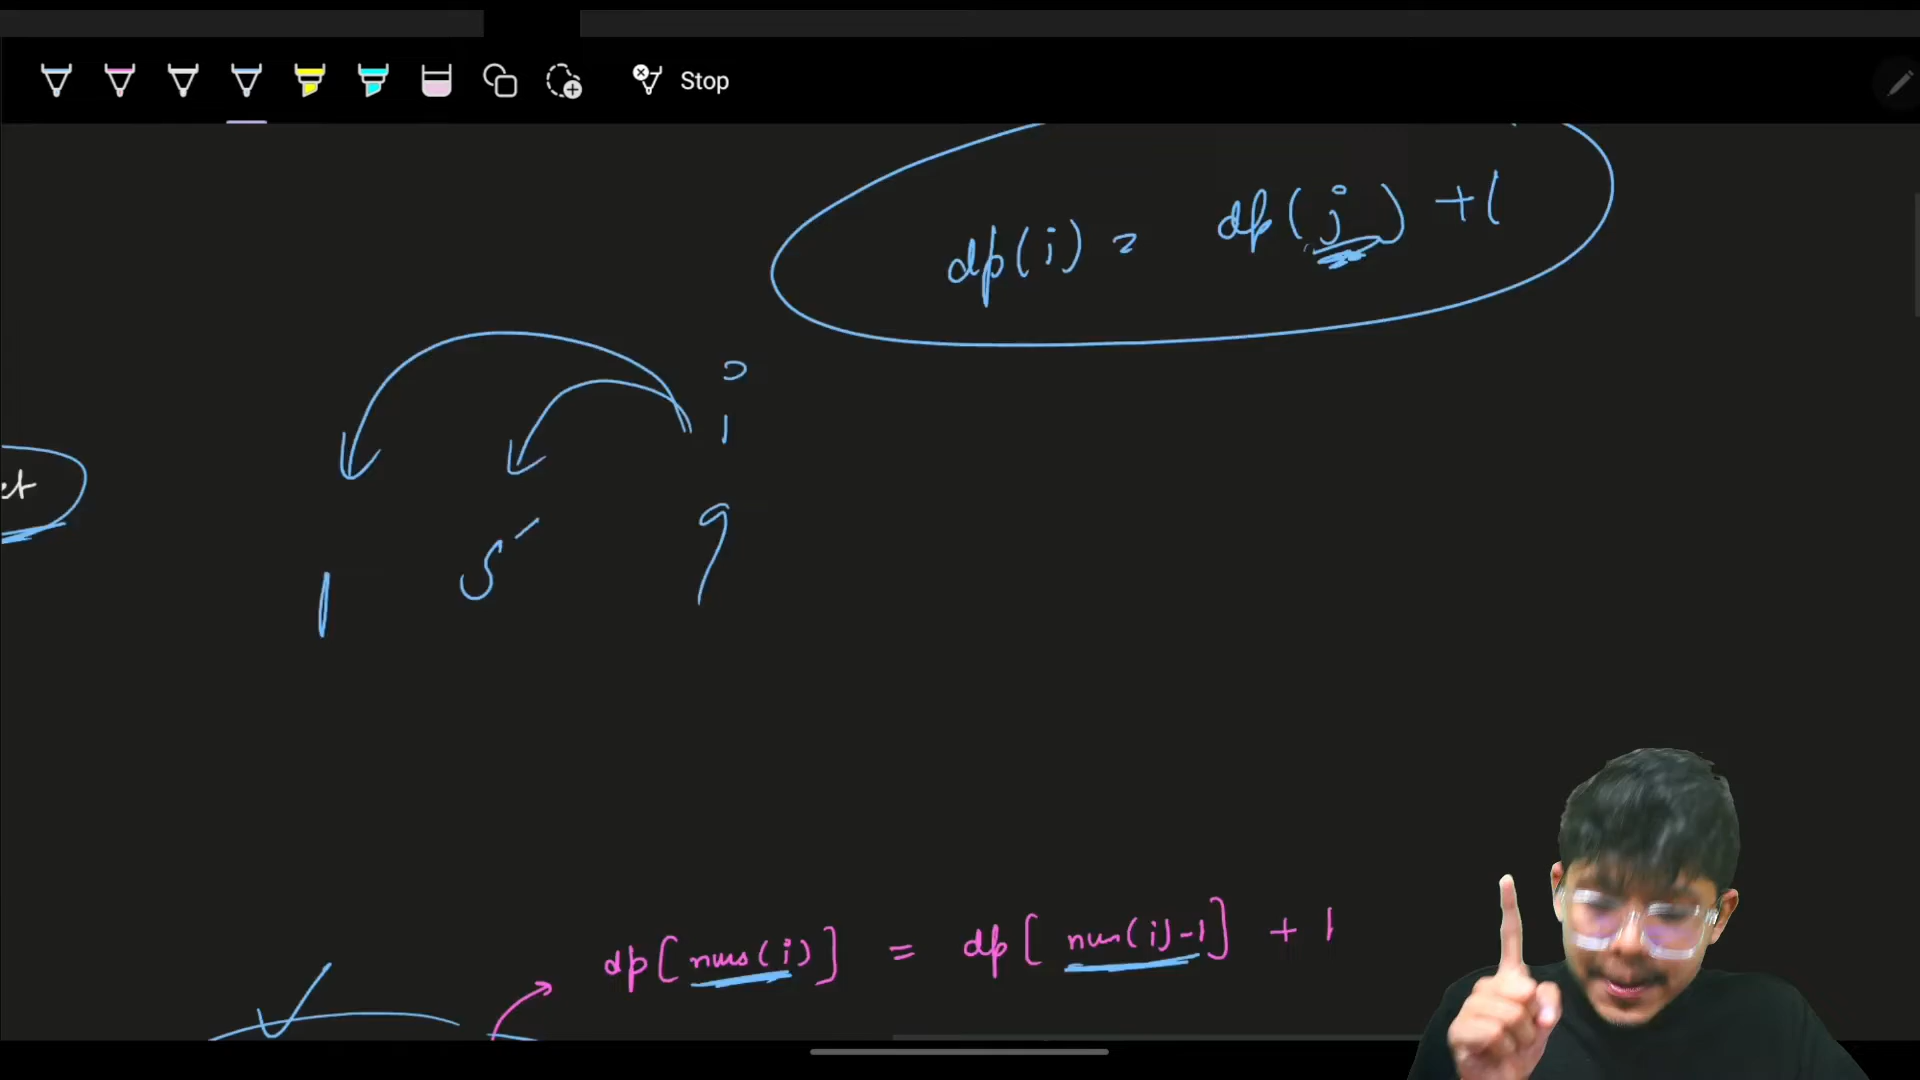 Stop
dp(i) = dp(j) + 1
i
1 5 9
dp[nums(i)] = dp[num(i)-1] + 1